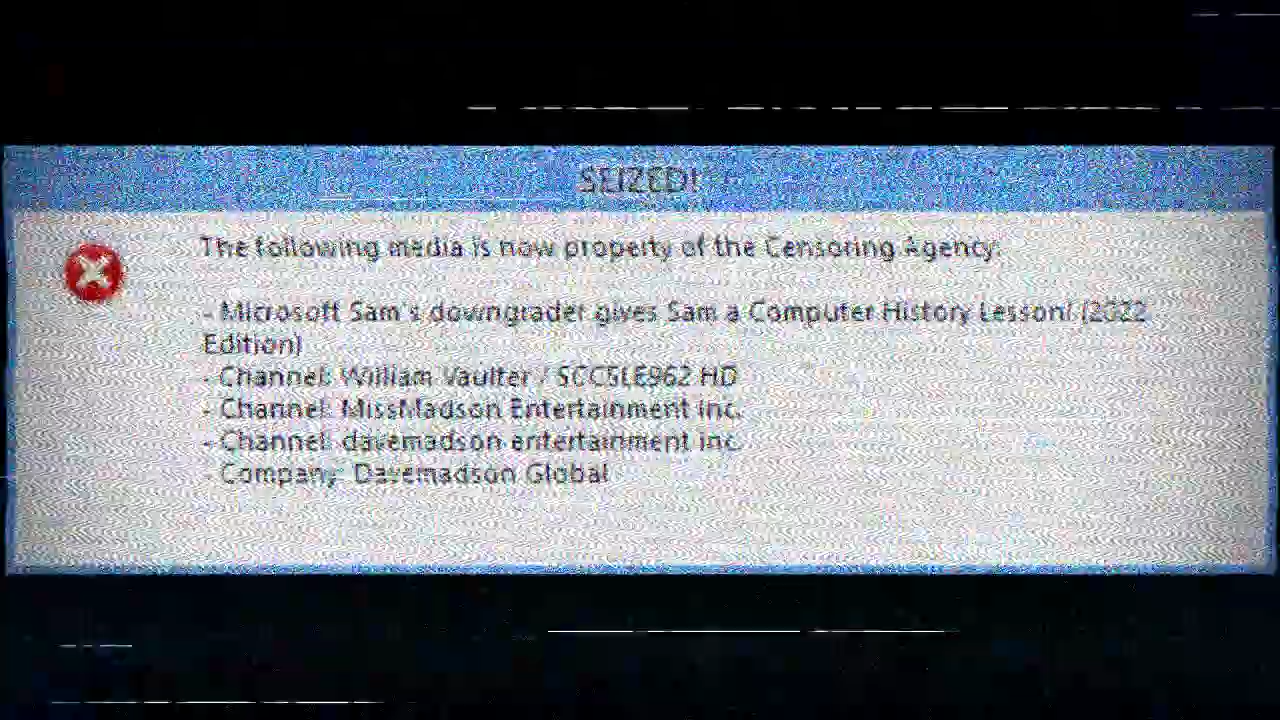 SEIZED!
The following media is now property of the Censoring Agency:
- Microsoft Sam's downgrader gives Sam a Computer History Lesson! (2022
Edition)
- Channel: William Vaulter / SCCSLE962 HD
- Channel: MissMadson Entertainment Inc.
- Channel: davemadson entertainment inc.
- Company: Davemadson Global